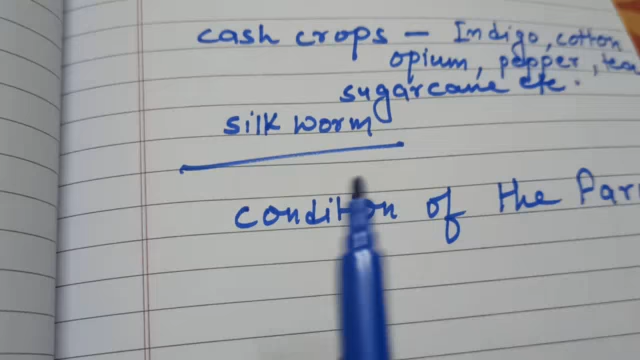 cash crops – Indigo, cotton
opium, pepper, tea
sugarcane etc.
silk worm
condition of the